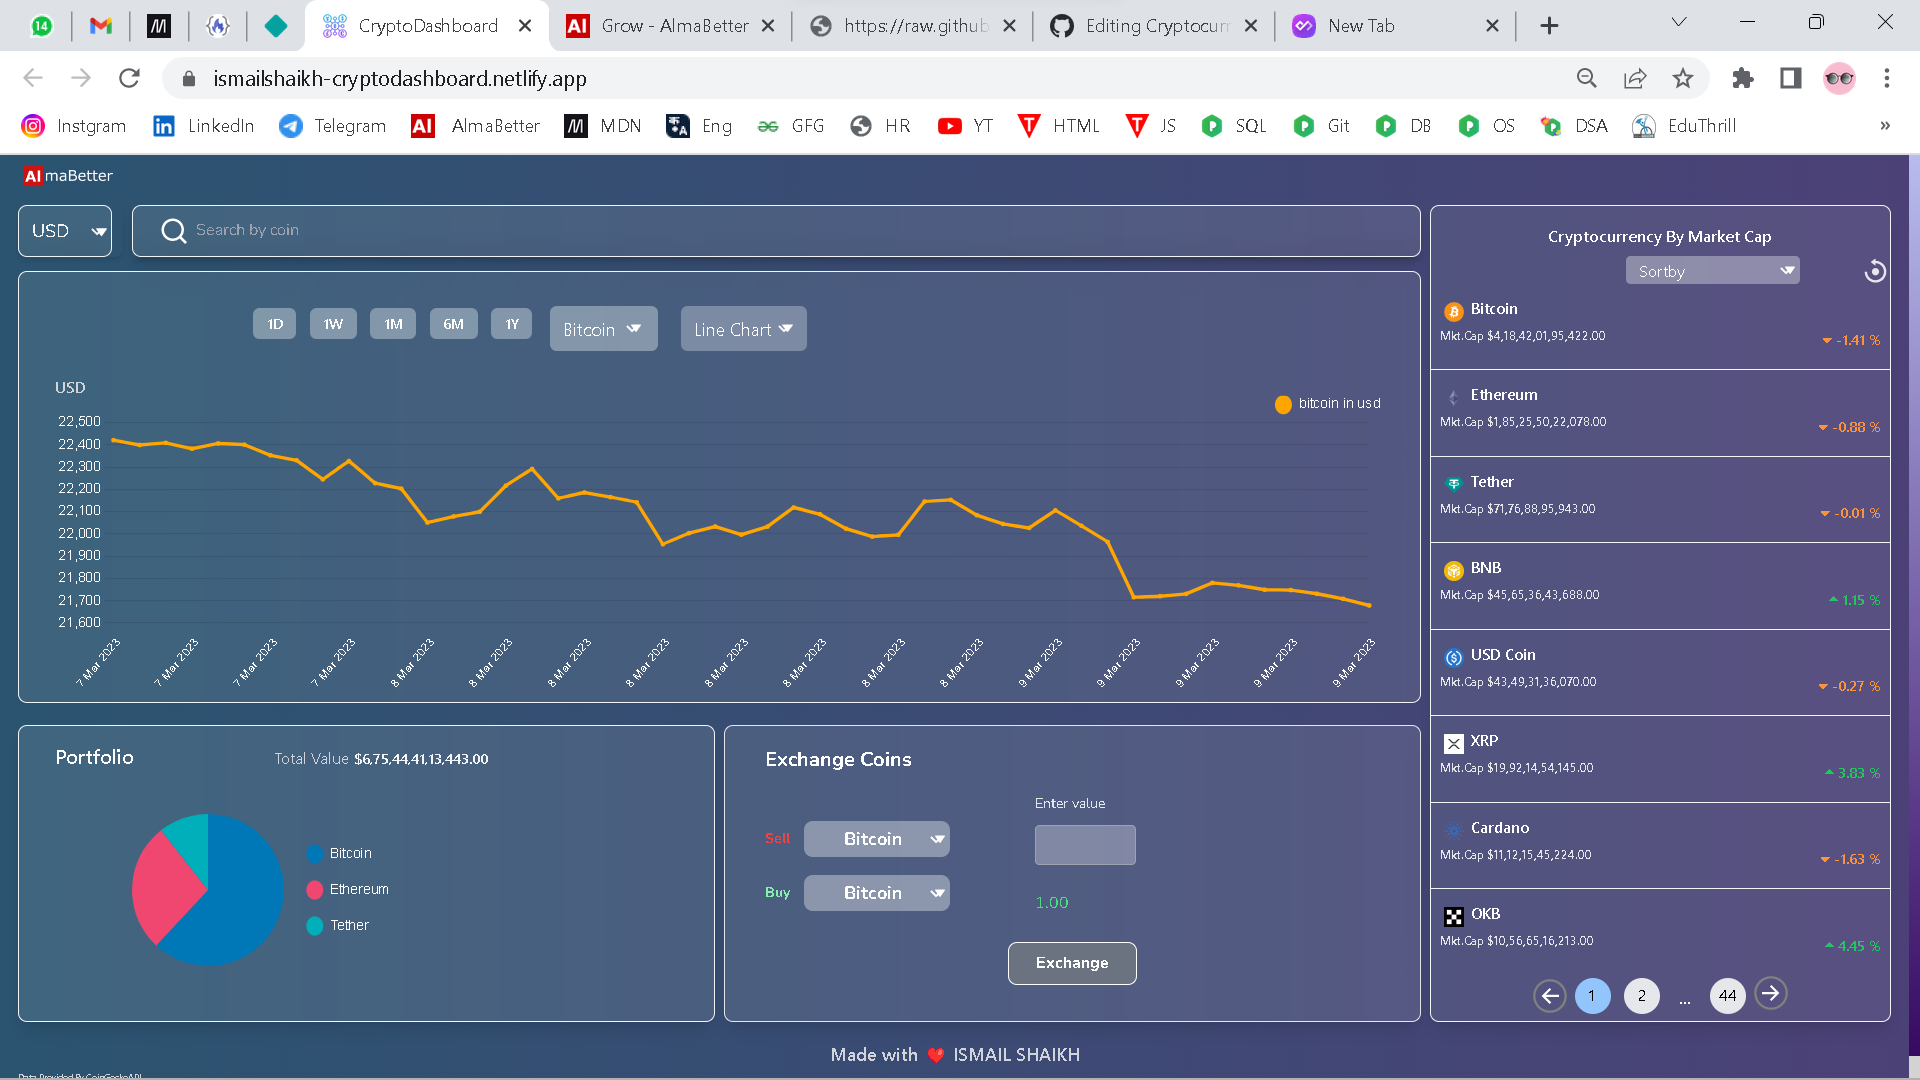 14
CryptoDashboard
AI
Grow - AlmaBetter
https://raw.github
Editing Cryptocurr
New Tab
ismailshaikh-cryptodashboard.netlify.app
Instgram
LinkedIn
Telegram
AI AlmaBetter
MDN
Eng
GFG
HR
YT
HTML
JS
SQL
Git
DB
OS
DSA
EduThrill
»
AlmaBetter
USD
Search by coin
1D
1W
1M
6M
1Y
Bitcoin
Line Chart
USD
bitcoin in usd
22,500
22,400
22,300
22,200
22,100
22,000
21,900
21,800
21,700
21,600
7 Mar 2023
7 Mar 2023
7 Mar 2023
7 Mar 2023
8 Mar 2023
8 Mar 2023
8 Mar 2023
8 Mar 2023
8 Mar 2023
8 Mar 2023
8 Mar 2023
8 Mar 2023
9 Mar 2023
9 Mar 2023
9 Mar 2023
9 Mar 2023
9 Mar 2023
Portfolio
Total Value $6,75,44,41,13,443.00
Bitcoin
Ethereum
Tether
Exchange Coins
Enter value
Sell
Bitcoin
Buy
Bitcoin
1.00
Exchange
Cryptocurrency By Market Cap
Sortby
Bitcoin
Mkt.Cap $4,18,42,01,95,422.00
-1.41 %
Ethereum
Mkt.Cap $1,85,25,50,22,078.00
-0.88 %
Tether
Mkt.Cap $71,76,88,95,943.00
-0.01 %
BNB
Mkt.Cap $45,65,36,43,688.00
1.15 %
USD Coin
Mkt.Cap $43,49,31,36,070.00
-0.27 %
XRP
Mkt.Cap $19,92,14,54,145.00
3.83 %
Cardano
Mkt.Cap $11,12,15,45,224.00
-1.63 %
OKB
Mkt.Cap $10,56,65,16,213.00
4.45 %
1
2
...
44
Made with ❤ ISMAIL SHAIKH
Data Provided By CoinGeckoAPI